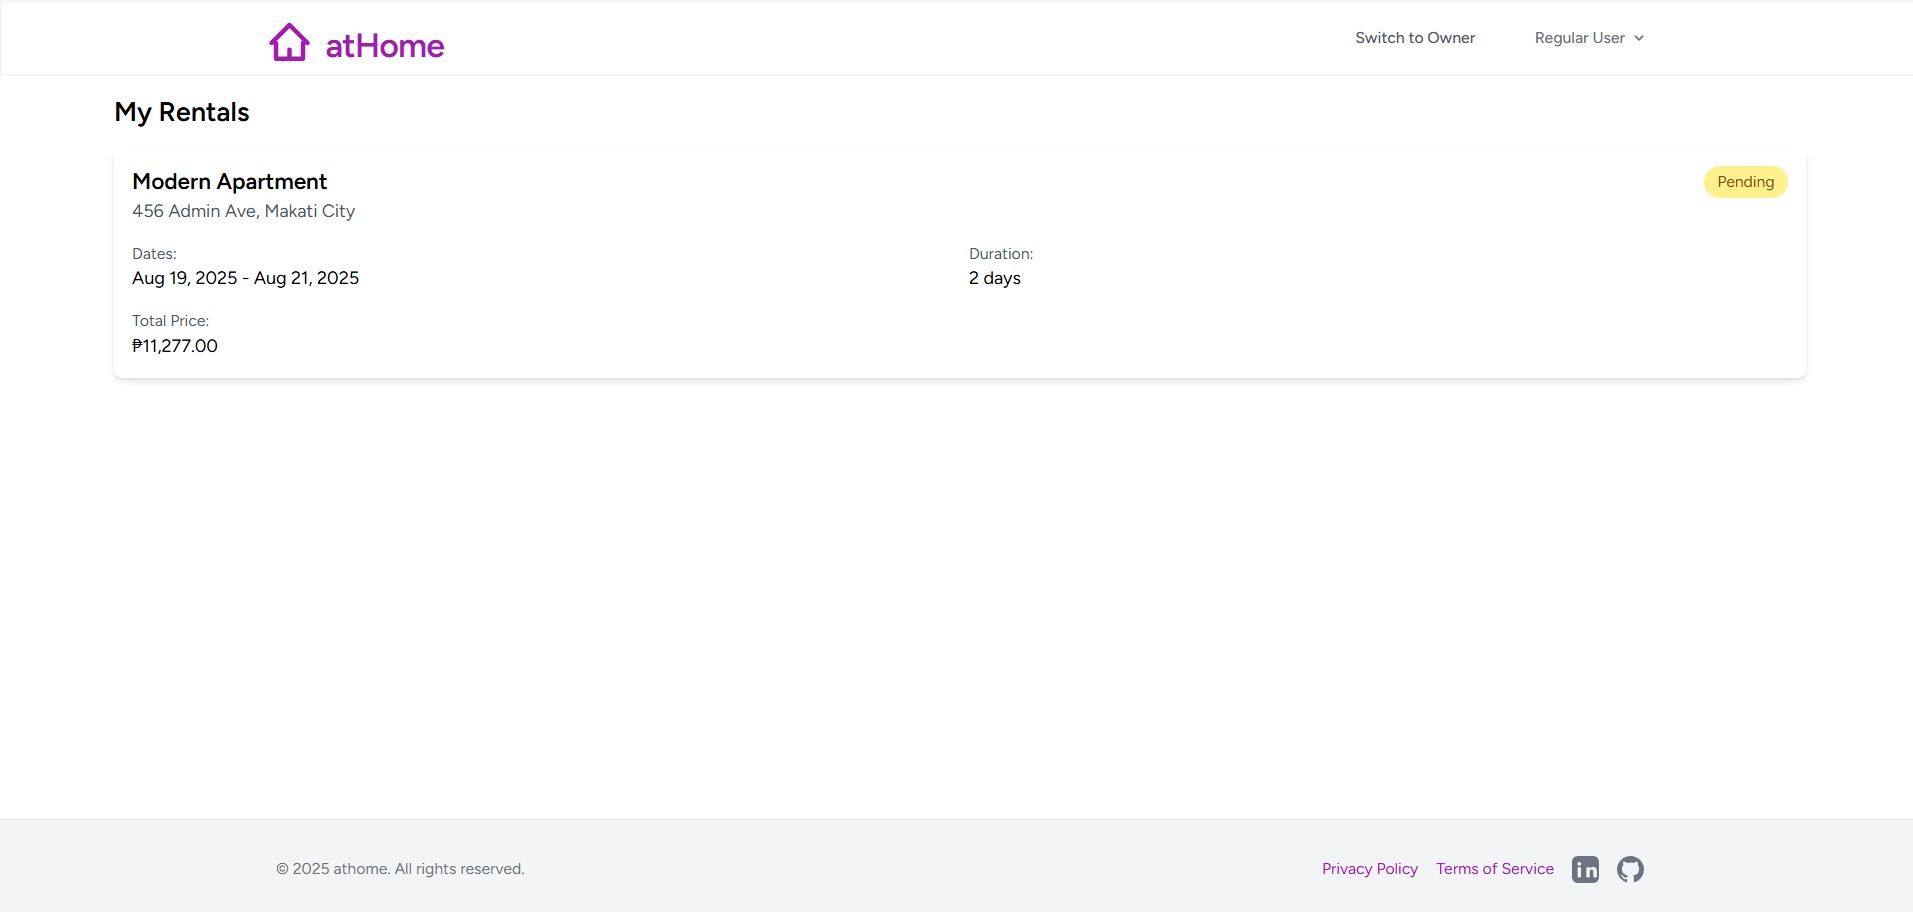 atHome
Switch to Owner
Regular User
My Rentals
Modern Apartment
Pending
456 Admin Ave, Makati City
Dates:
Duration:
Aug 19, 2025 - Aug 21, 2025
2 days
Total Price:
₱11,277.00
© 2025 athome. All rights reserved.
Privacy Policy
Terms of Service
in